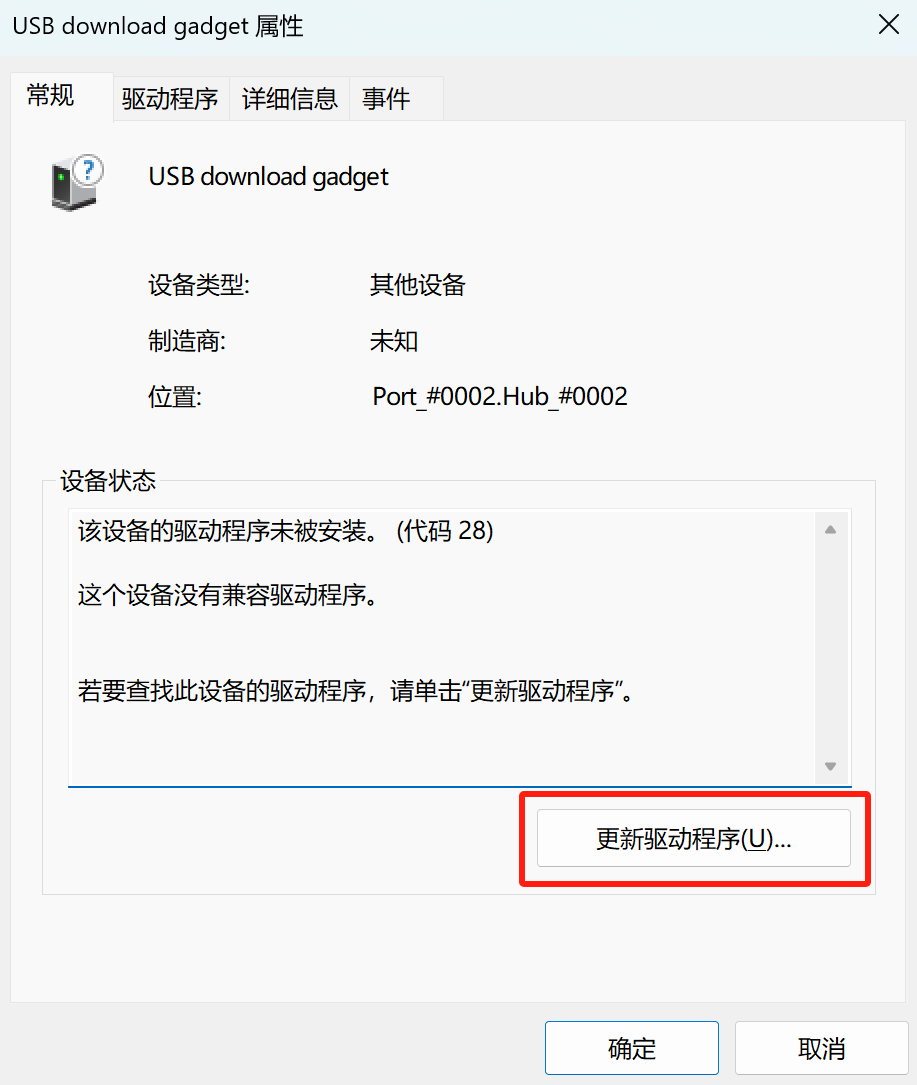 USB download gadget 属性
常规 驱动程序 详细信息 事件
USB download gadget
设备类型: 其他设备
制造商: 未知
位置: Port_#0002.Hub_#0002
设备状态
该设备的驱动程序未被安装。 (代码 28)
这个设备没有兼容驱动程序。
若要查找此设备的驱动程序，请单击“更新驱动程序”。
更新驱动程序(U)...
确定 取消